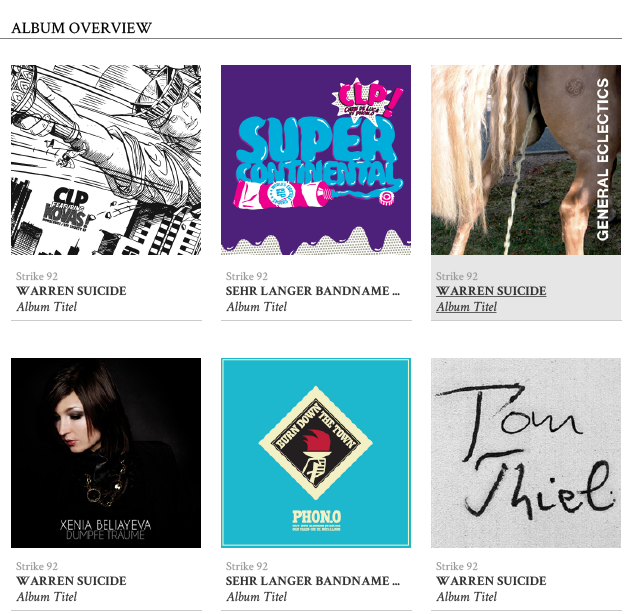 ALBUM OVERVIEW
CLP
FEATURING
KOVAS
CLP!
SUPER
CONTINENTAL
GENERAL ECLECTICS
Strike 92
WARREN SUICIDE
Album Titel
Strike 92
SEHR LANGER BANDNAME ...
Album Titel
Strike 92
WARREN SUICIDE
Album Titel
XENIA BELIAYEVA
DUMPFE TRÄUME
BURN DOWN THE TOWN
PHON.O
Tom
Thiel
Strike 92
WARREN SUICIDE
Album Titel
Strike 92
SEHR LANGER BANDNAME ...
Album Titel
Strike 92
WARREN SUICIDE
Album Titel